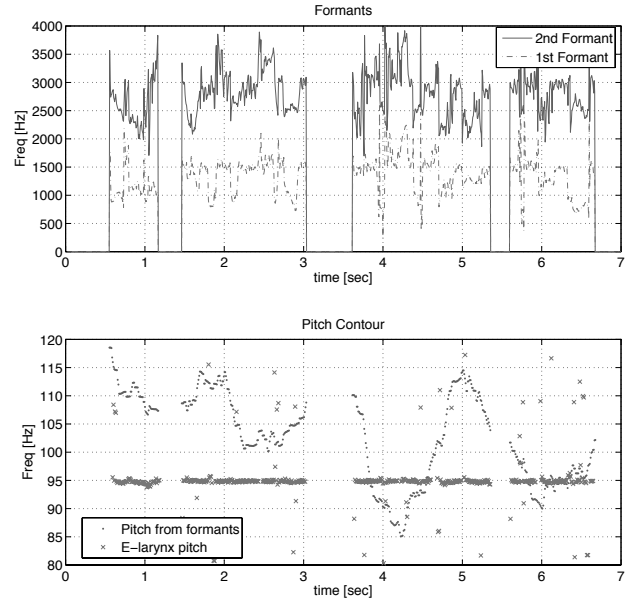 Formants
4000
3500
3000
2500
2000
1500
1000
500
0
Freq [Hz]
2nd Formant
1st Formant
0 1 2 3 4 5 6 7
time [sec]
Pitch Contour
120
115
110
105
100
95
90
85
80
Freq [Hz]
Pitch from formants
E-larynx pitch
0 1 2 3 4 5 6 7
time [sec]